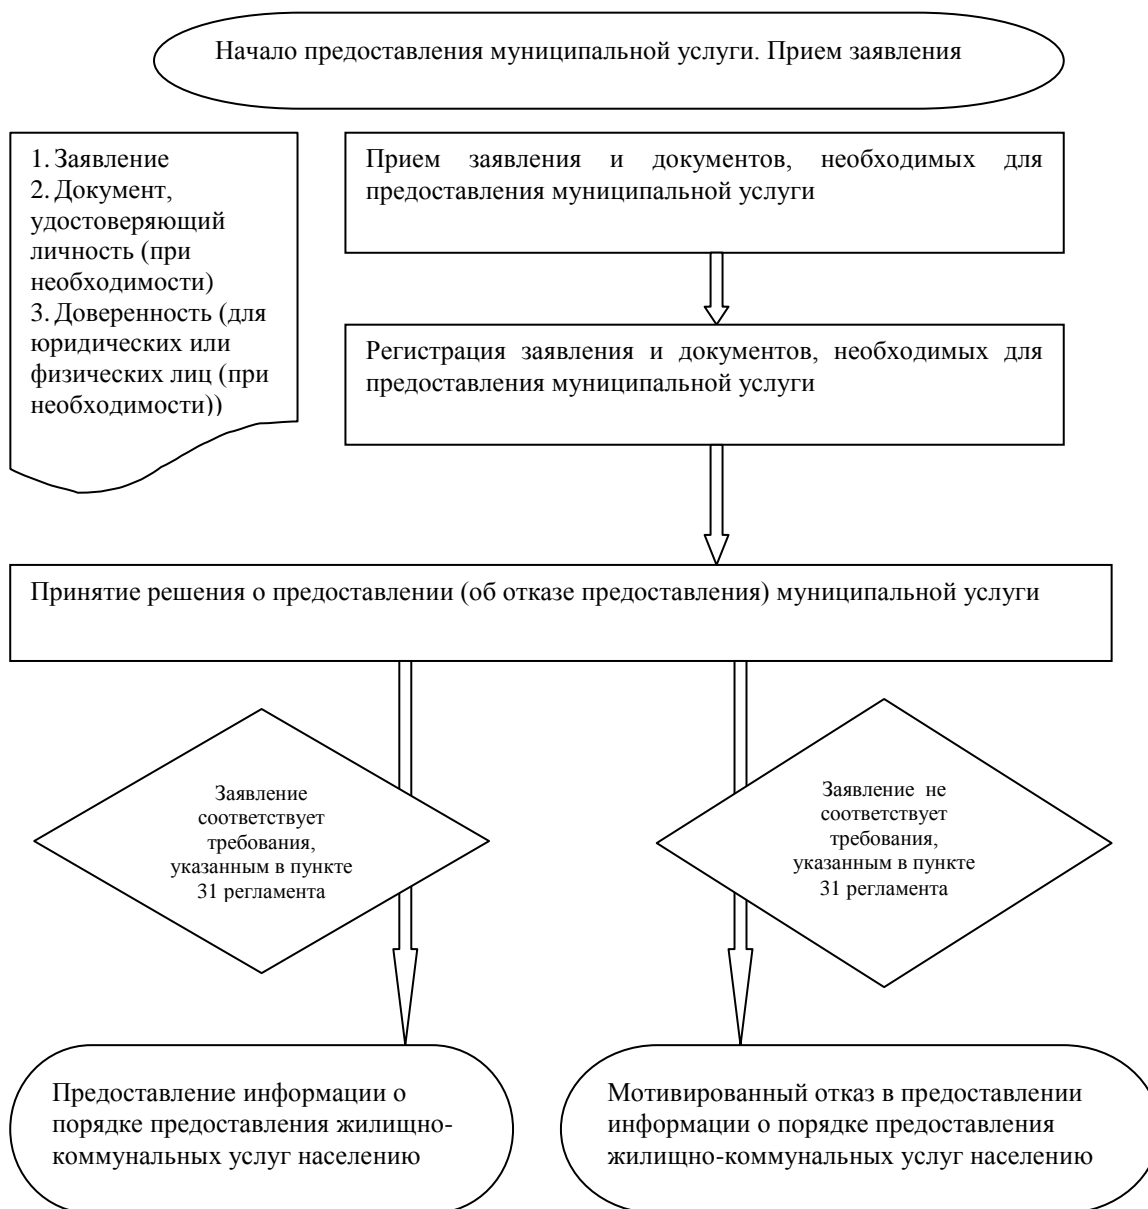 Начало предоставления муниципальной услуги. Прием заявления
1. Заявление
2. Документ,
удостоверяющий
личность (при
необходимости)
3. Доверенность (для
юридических или
физических лиц (при
необходимости))
Прием заявления и документов, необходимых для
предоставления муниципальной услуги
Регистрация заявления и документов, необходимых для
предоставления муниципальной услуги
Принятие решения о предоставлении (об отказе предоставления) муниципальной услуги
Заявление
соответствует
требования,
указанным в пункте
31 регламента
Заявление не
соответствует
требования,
указанным в пункте
31 регламента
Предоставление информации о
порядке предоставления жилищно-
коммунальных услуг населению
Мотивированный отказ в предоставлении
информации о порядке предоставления
жилищно-коммунальных услуг населению